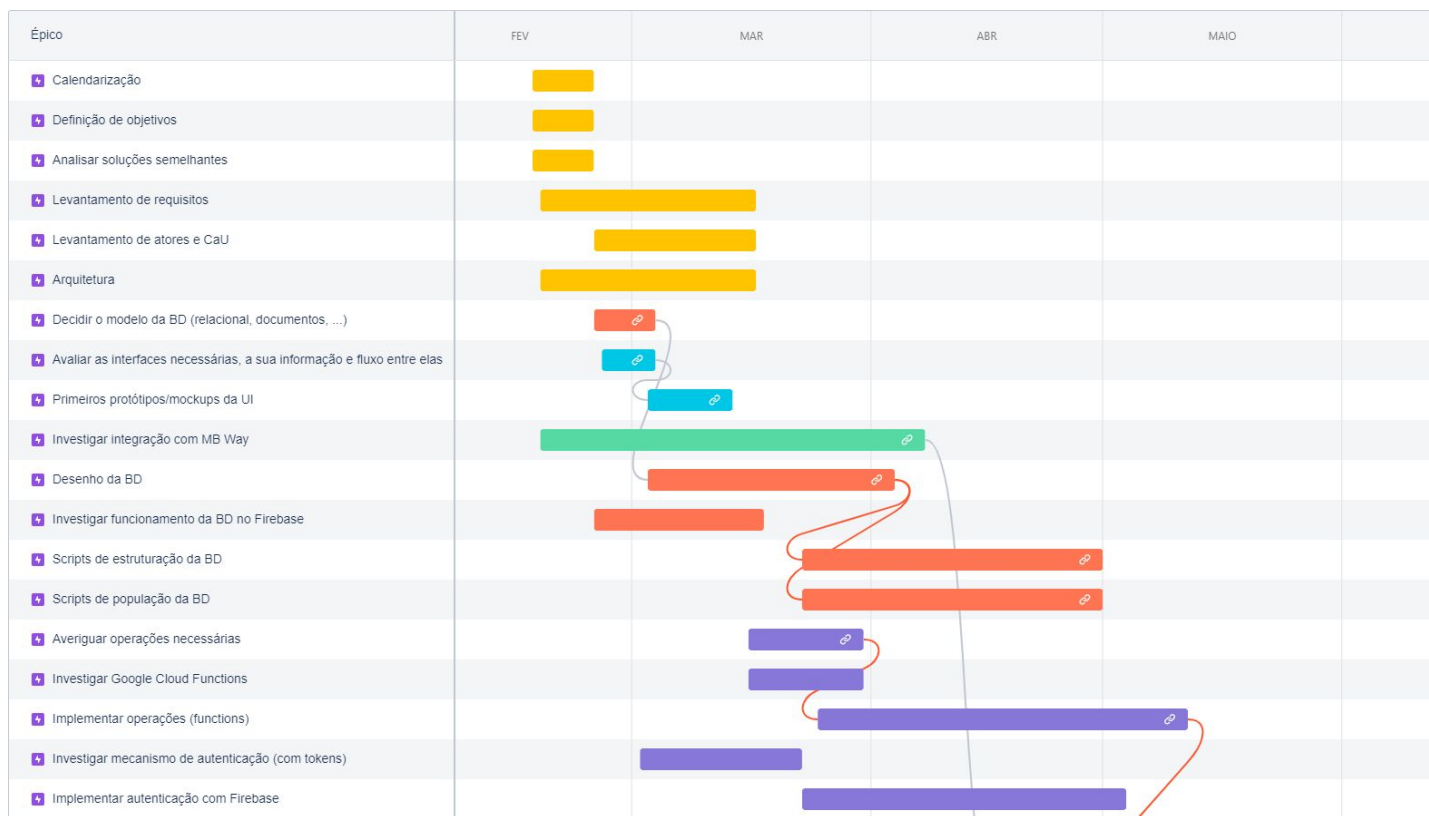 Épico
FEV
MAR
ABR
MAIO
Calendarização
Definição de objetivos
Analisar soluções semelhantes
Levantamento de requisitos
Levantamento de atores e CaU
Arquitetura
Decidir o modelo da BD (relacional, documentos, ...)
Avaliar as interfaces necessárias, a sua informação e fluxo entre elas
Primeiros protótipos/mockups da UI
Investigar integração com MB Way
Desenho da BD
Investigar funcionamento da BD no Firebase
Scripts de estruturação da BD
Scripts de população da BD
Averiguar operações necessárias
Investigar Google Cloud Functions
Implementar operações (functions)
Investigar mecanismo de autenticação (com tokens)
Implementar autenticação com Firebase